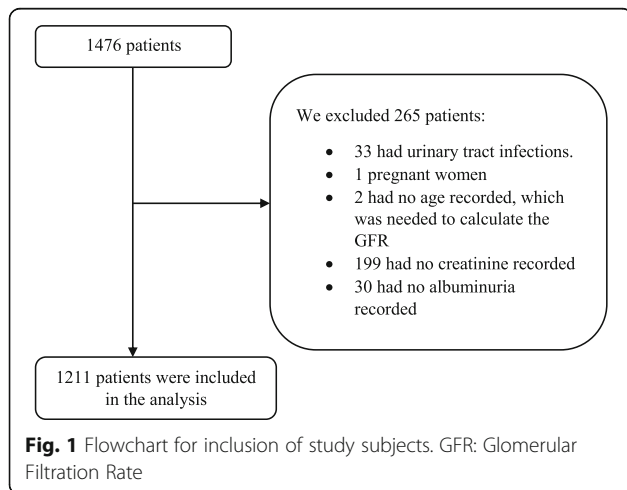 1476 patients
We excluded 265 patients:
• 33 had urinary tract infections.
• 1 pregnant women
• 2 had no age recorded, which
was needed to calculate the
GFR
• 199 had no creatinine recorded
• 30 had no albuminuria
recorded
1211 patients were included
in the analysis
Fig. 1 Flowchart for inclusion of study subjects. GFR: Glomerular
Filtration Rate